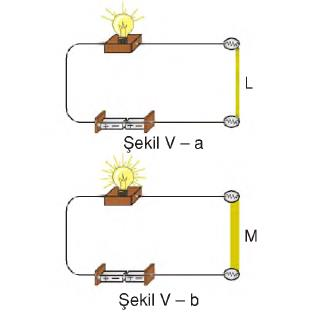 L
+ − + −
Şekil V – a
M
+ − + −
Şekil V – b